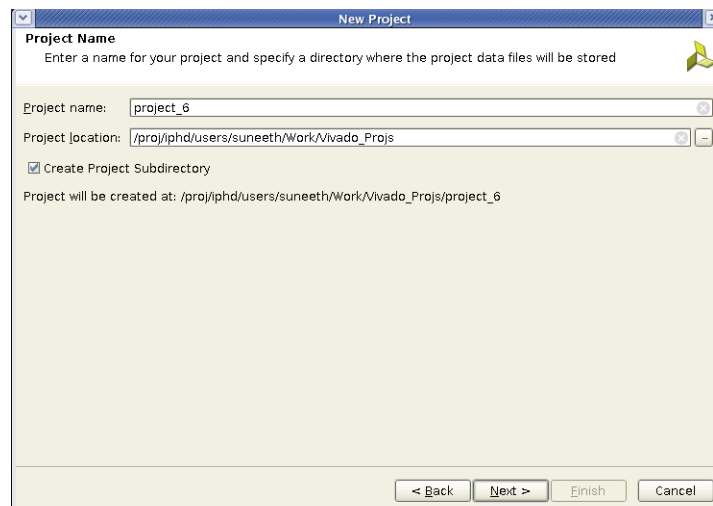 New Project
Project Name
Enter a name for your project and specify a directory where the project data files will be stored
Project name: project_6
Project location: /proj/iphd/users/suneeth/Work/Vivado_Projs
Create Project Subdirectory
Project will be created at: /proj/iphd/users/suneeth/Work/Vivado_Projs/project_6
< Back Next > Finish Cancel